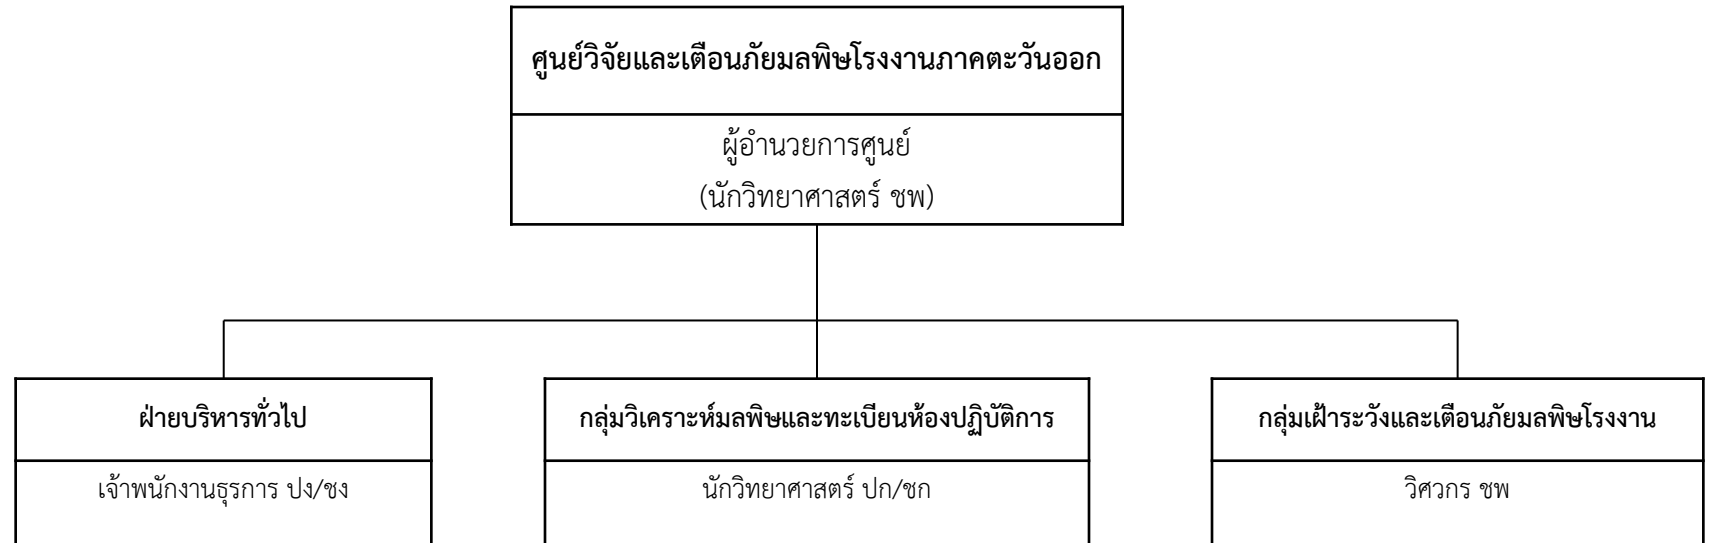 ศูนย์วิจัยและเตือนภัยมลพิษโรงงานภาคตะวันออก
ผู้อำนวยการศูนย์
(นักวิทยาศาสตร์ ชพ)
ฝ่ายบริหารทั่วไป
เจ้าพนักงานธุรการ ปง/ชง
กลุ่มวิเคราะห์มลพิษและทะเบียนห้องปฏิบัติการ
นักวิทยาศาสตร์ ปก/ชก
กลุ่มเฝ้าระวังและเตือนภัยมลพิษโรงงาน
วิศวกร ชพ